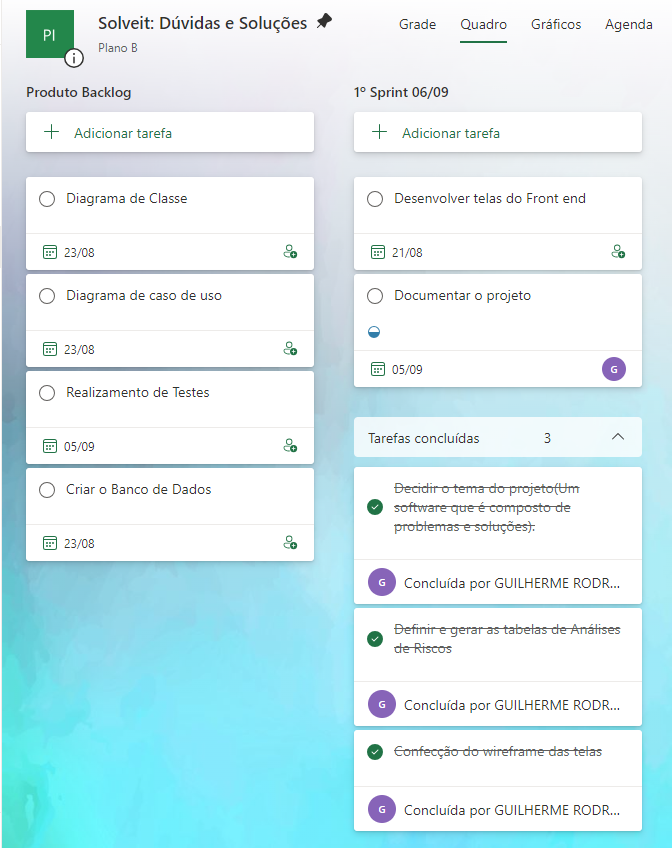 PI
Solveit: Dúvidas e Soluções
Plano B
Grade
Quadro
Gráficos
Agenda
Produto Backlog
Adicionar tarefa
Diagrama de Classe
23/08
Diagrama de caso de uso
23/08
Realizamento de Testes
05/09
Criar o Banco de Dados
23/08
1º Sprint 06/09
Adicionar tarefa
Desenvolver telas do Front end
21/08
Documentar o projeto
05/09
G
Tarefas concluídas 3
Decidir o tema do projeto(Um
software que é composto de
problemas e soluções).
G Concluída por GUILHERME RODR...
Definir e gerar as tabelas de Análises
de Riscos
G Concluída por GUILHERME RODR...
Confecção do wireframe das telas
G Concluída por GUILHERME RODR...